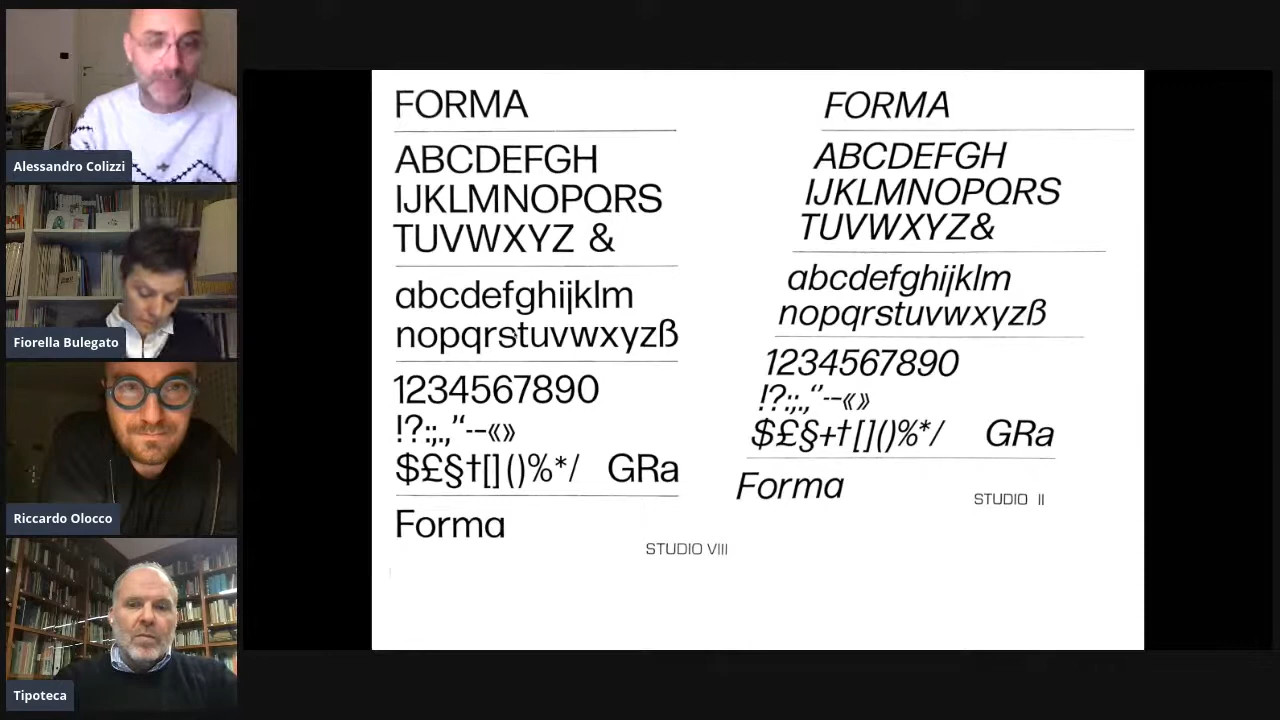 Alessandro Colizzi
Fiorella Bulegato
Riccardo Olocco
Tipoteca
FORMA
ABCDEFGH
IJKLMNOPQRS
TUVWXYZ &
abcdefghijklm
nopqrstuvwxyzß
1234567890
!?:;.,“--«»
$£§†[]()%*/ GRa
Forma
STUDIO VIII
FORMA
ABCDEFGH
IJKLMNOPQRS
TUVWXYZ&
abcdefghijklm
nopqrstuvwxyzß
1234567890
!?:;.,“--«»
$£§+†[]()%*/ GRa
Forma
STUDIO II